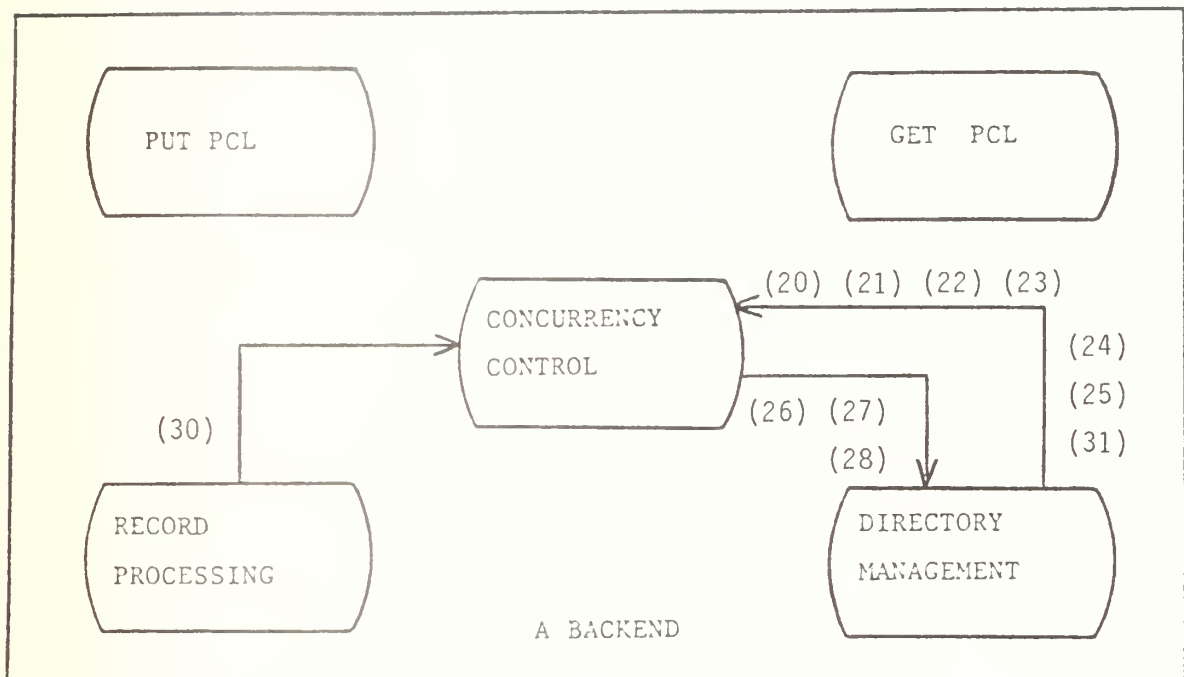 PUT PCL
GET PCL
(20) (21) (22) (23)
CONCURRENCY
CONTROL
(24)
(25)
(31)
(26) (27)
(28)
(30)
RECORD
PROCESSING
DIRECTORY
MANAGEMENT
A BACKEND